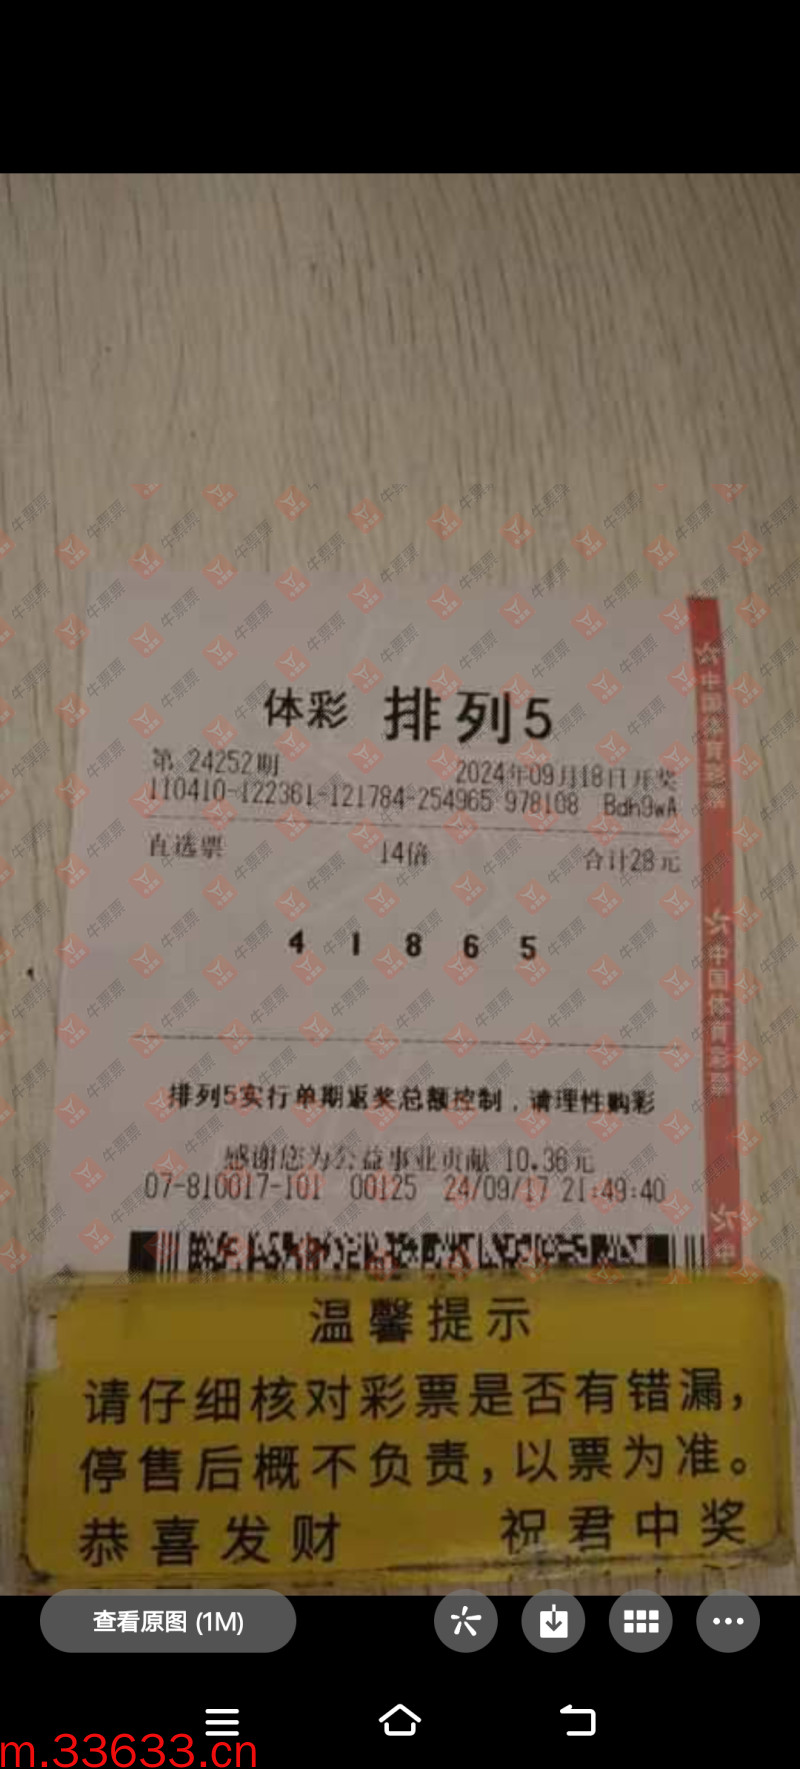 体彩 排列5
第 24252期 2024年09月18日开奖
110410-122361-121784-254965 978108 Bdh9wA
直选票 14倍 合计28元
4 1 8 6 5
排列5实行单期返奖总额控制，请理性购彩
感谢您为公益事业贡献 10.36元
07-810017-101 00125 24/09/17 21:49:40
中国体育彩票
中国体育彩票
中
温馨提示
请仔细核对彩票是否有错漏，
停售后概不负责，以票为准。
恭喜发财 祝君中奖
牛票票
查看原图 (1M)
m.33633.cn